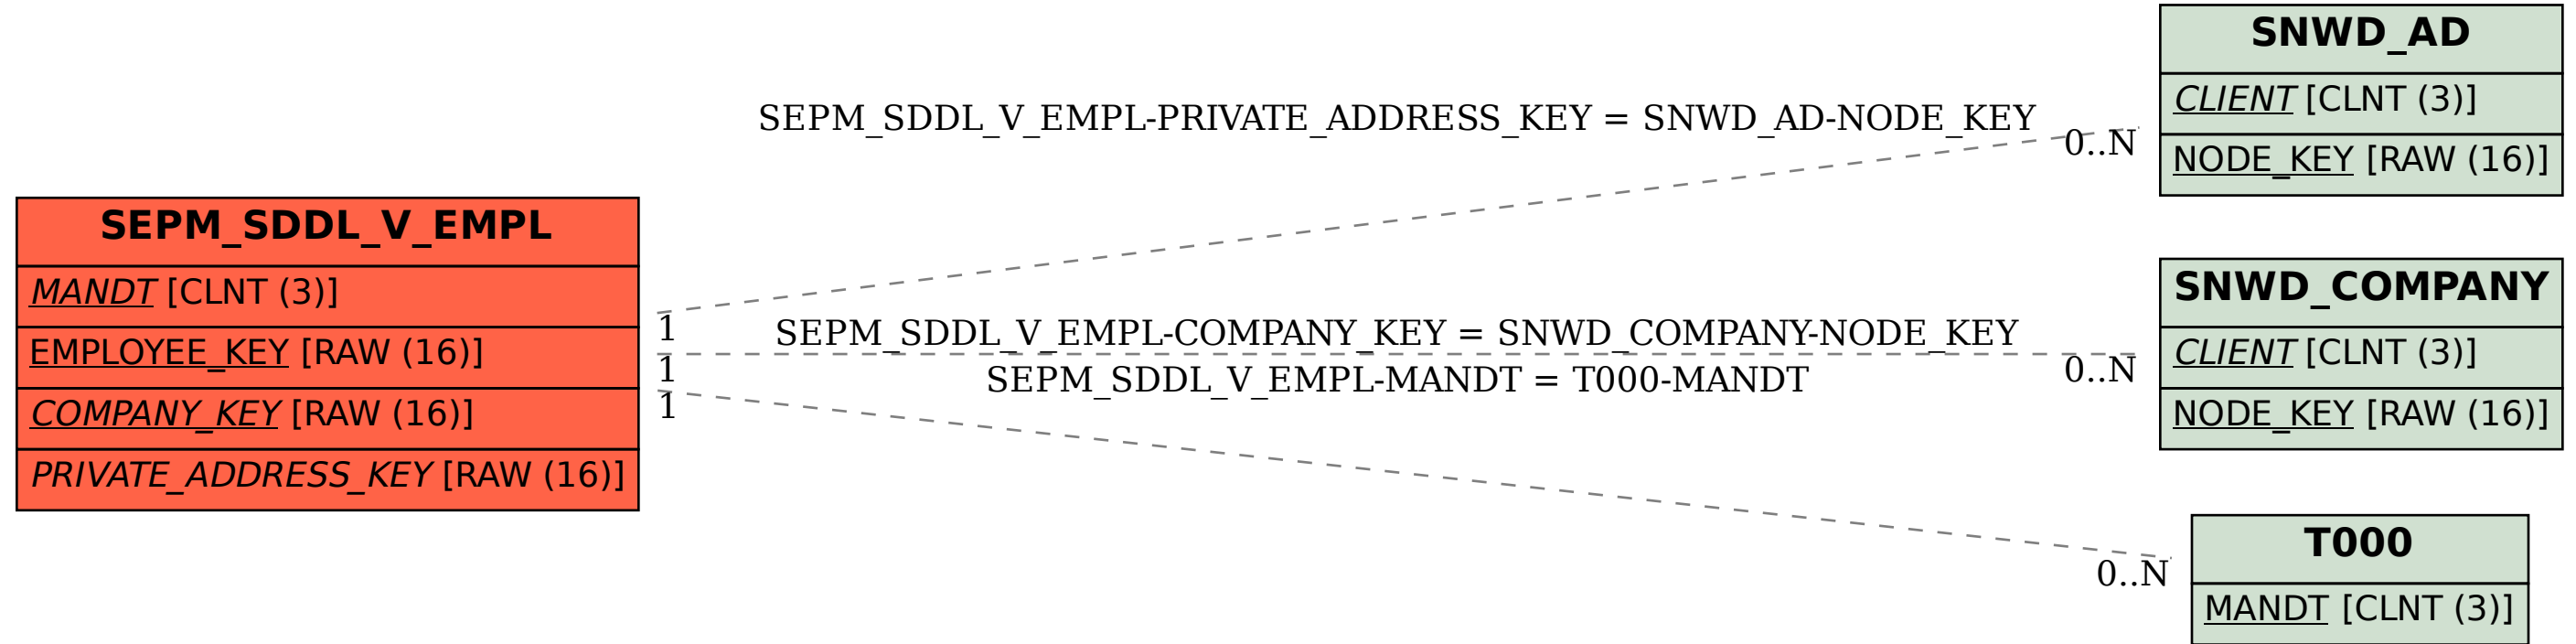 SEPM_SDDL_V_EMPL
MANDT [CLNT (3)]
EMPLOYEE_KEY [RAW (16)]
COMPANY_KEY [RAW (16)]
PRIVATE_ADDRESS_KEY [RAW (16)]
SEPM_SDDL_V_EMPL-PRIVATE_ADDRESS_KEY = SNWD_AD-NODE_KEY
0..N
1
SEPM_SDDL_V_EMPL-COMPANY_KEY = SNWD_COMPANY-NODE_KEY
0..N
1
SEPM_SDDL_V_EMPL-MANDT = T000-MANDT
0..N
1
SNWD_AD
CLIENT [CLNT (3)]
NODE_KEY [RAW (16)]
SNWD_COMPANY
CLIENT [CLNT (3)]
NODE_KEY [RAW (16)]
T000
MANDT [CLNT (3)]